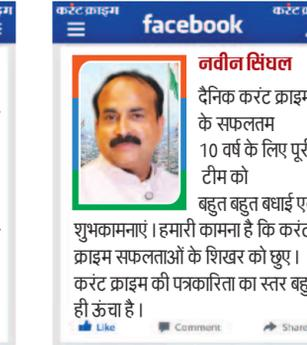 करंट क्राइम
facebook
नवीन सिंघल
दैनिक करंट क्राइम
के सफलतम
10 वर्ष के लिए पूरी
टीम को
बहुत बहुत बधाई
शुभकामनाएं । हमारी कामना है कि करंट
क्राइम सफलताओं के शिखर को छुए ।
करंट क्राइम की पत्रकारिता का स्तर
ही ऊंचा है ।
Like Comment Share